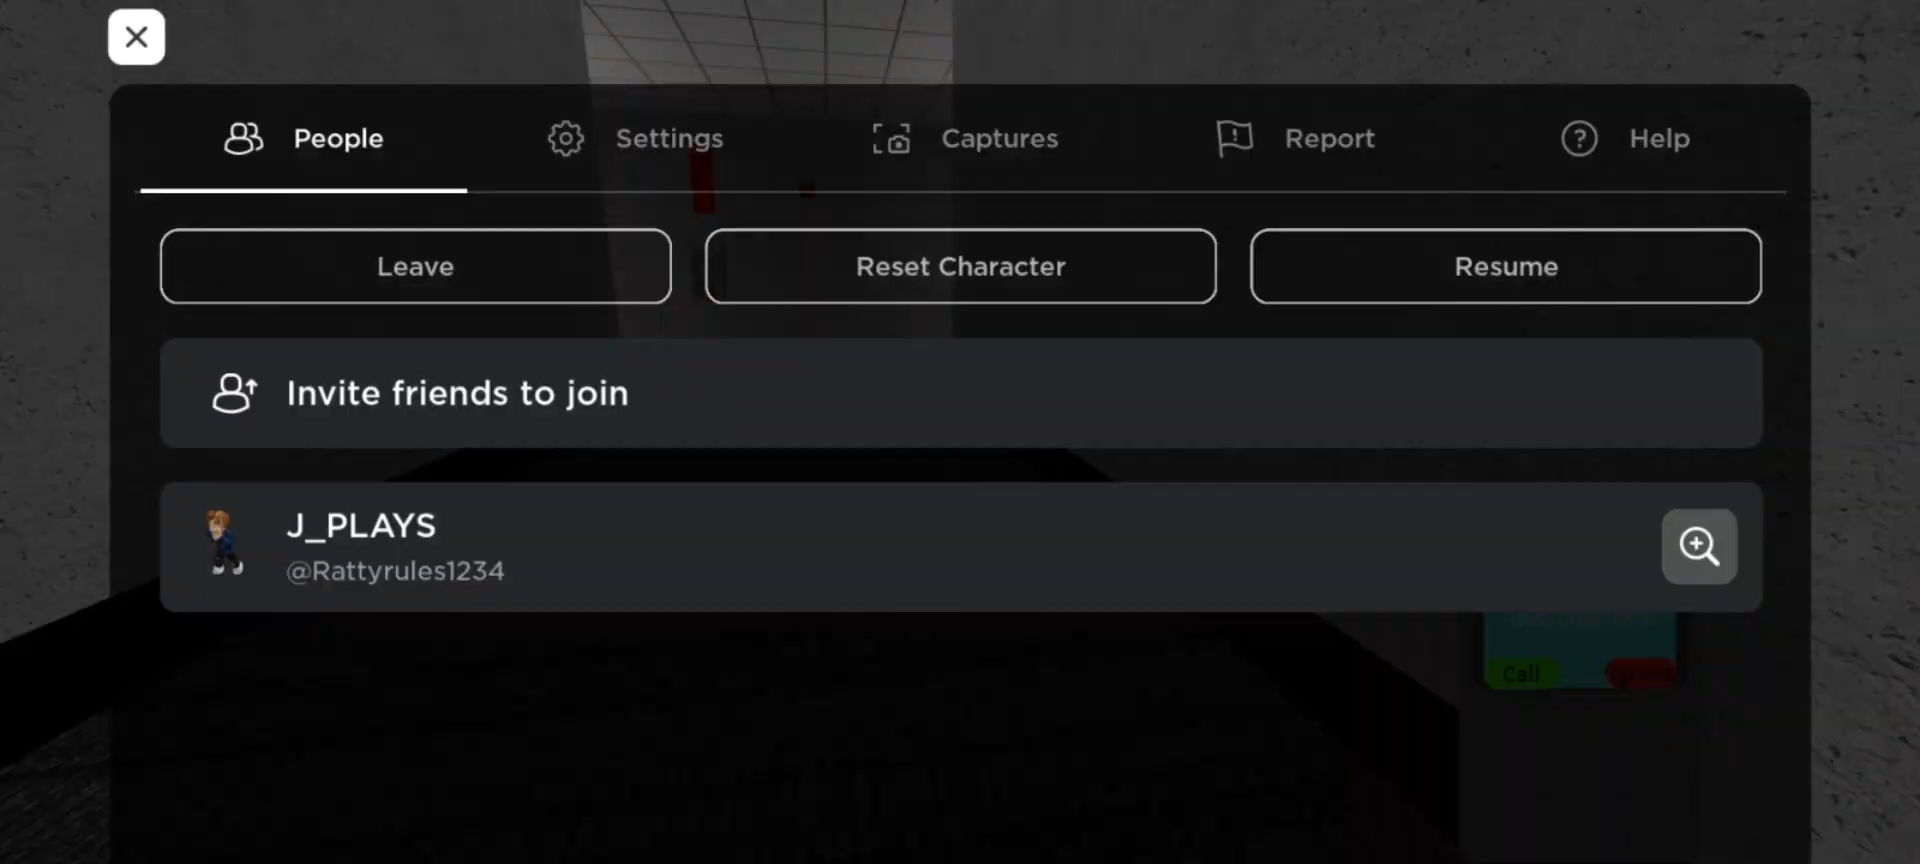 People
Settings
Captures
Report
Help
Leave
Reset Character
Resume
Invite friends to join
J_PLAYS
@Rattyrules1234
Call